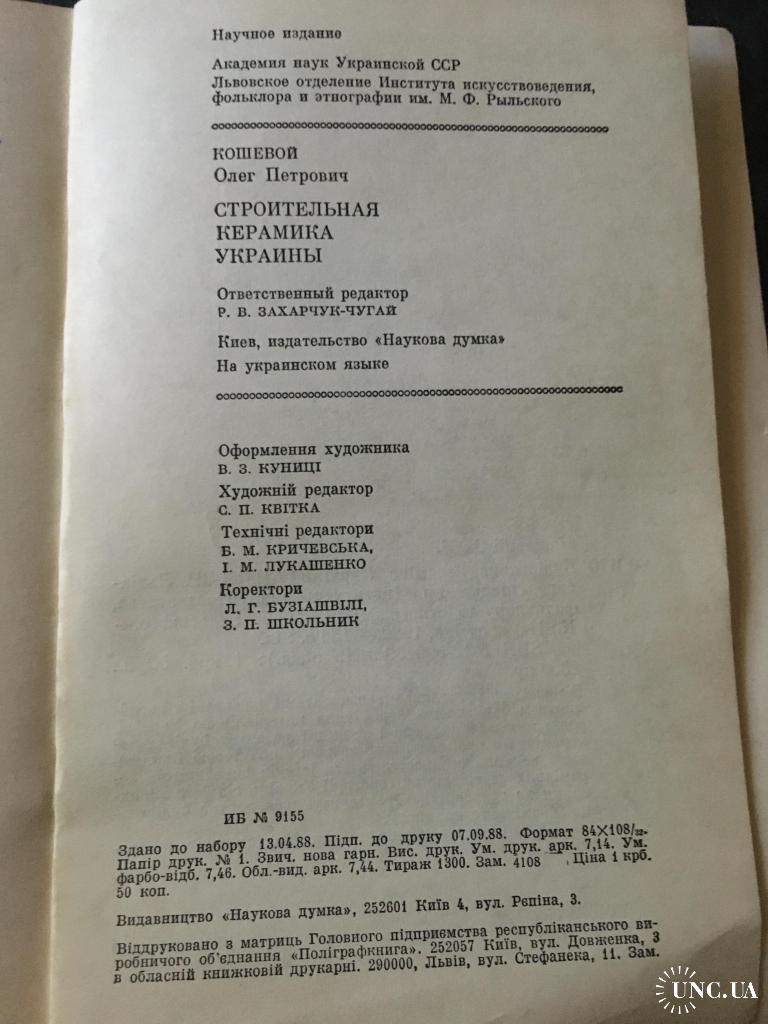 Научное издание
Академия наук Украинской ССР
Львовское отделение Института искусствоведения,
фольклора и этнографии им. М. Ф. Рыльского
КОШЕВОЙ
Олег Петрович
СТРОИТЕЛЬНАЯ
КЕРАМИКА
УКРАИНЫ
Ответственный редактор
Р. В. ЗАХАРЧУК-ЧУГАЙ
Киев, издательство «Наукова думка»
На украинском языке
Оформлення художника
В. З. КУНИЦІ
Художній редактор
С. П. КВІТКА
Технічні редактори
Б. М. КРИЧЕВСЬКА,
І. М. ЛУКАШЕНКО
Коректори
Л. Г. БУЗІАШВІЛІ,
З. П. ШКОЛЬНИК
ИБ № 9155
Здано до набору 13.04.88. Підп. до друку 07.09.88. Формат 84×108/32.
Папір друк. № 1. Звич. нова гарн. Вис. друк. Ум. друк. арк. 7,14. Ум.
фарбо-відб. 7,46. Обл.-вид. арк. 7,44. Тираж 1300. Зам. 4108 Ціна 1 крб.
50 коп.
Видавництво «Наукова думка», 252601 Київ 4, вул. Рєпіна, 3.
Віддруковано з матриць Головного підприємства республіканського ви-
робничого об'єднання «Поліграфкнига». 252057 Київ, вул. Довженка, 3
в обласній книжковій друкарні. 290000, Львів, вул. Стефаника, 11. Зам.
UNC.UA